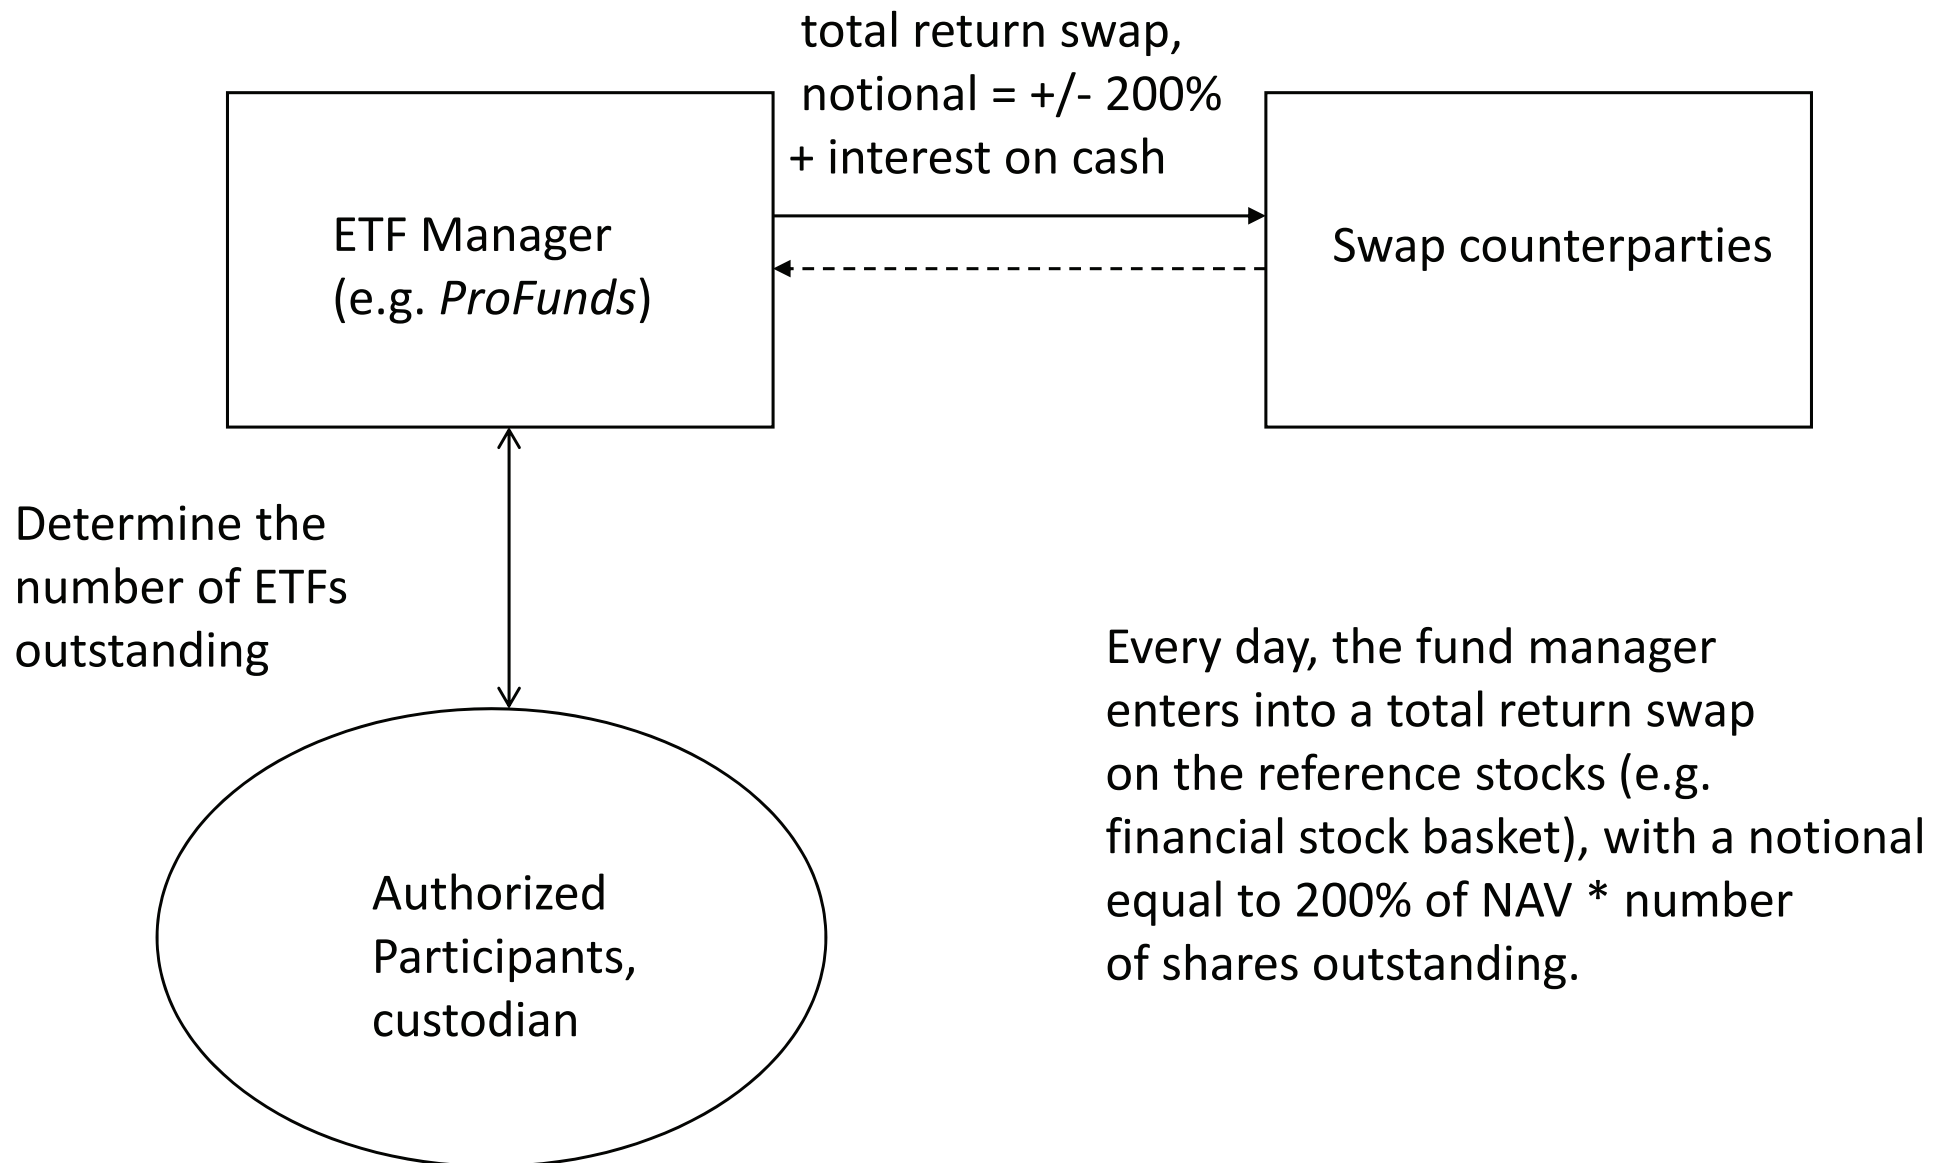 total return swap,
notional = +/- 200%
+ interest on cash
ETF Manager
(e.g. ProFunds)
Swap counterparties
Determine the
number of ETFs
outstanding
Every day, the fund manager
enters into a total return swap
on the reference stocks (e.g.
financial stock basket), with a notional
equal to 200% of NAV * number
of shares outstanding.
Authorized
Participants,
custodian